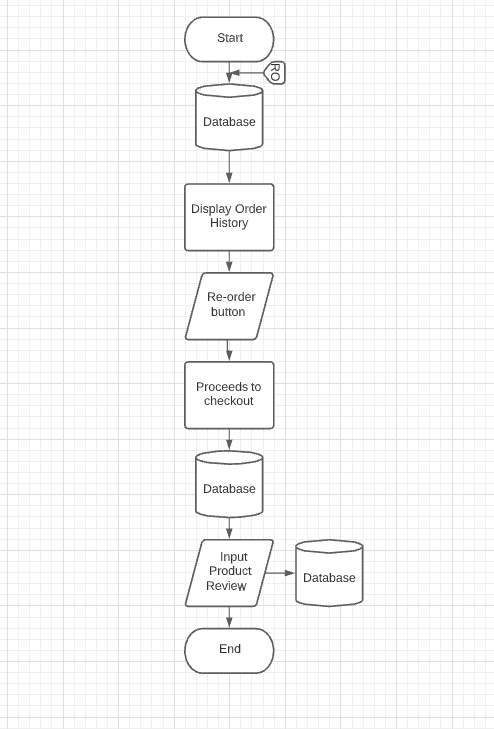 Start
RO
Database
Display Order
History
Re-order
button
Proceeds to
checkout
Database
Input
Product
Review
Database
End